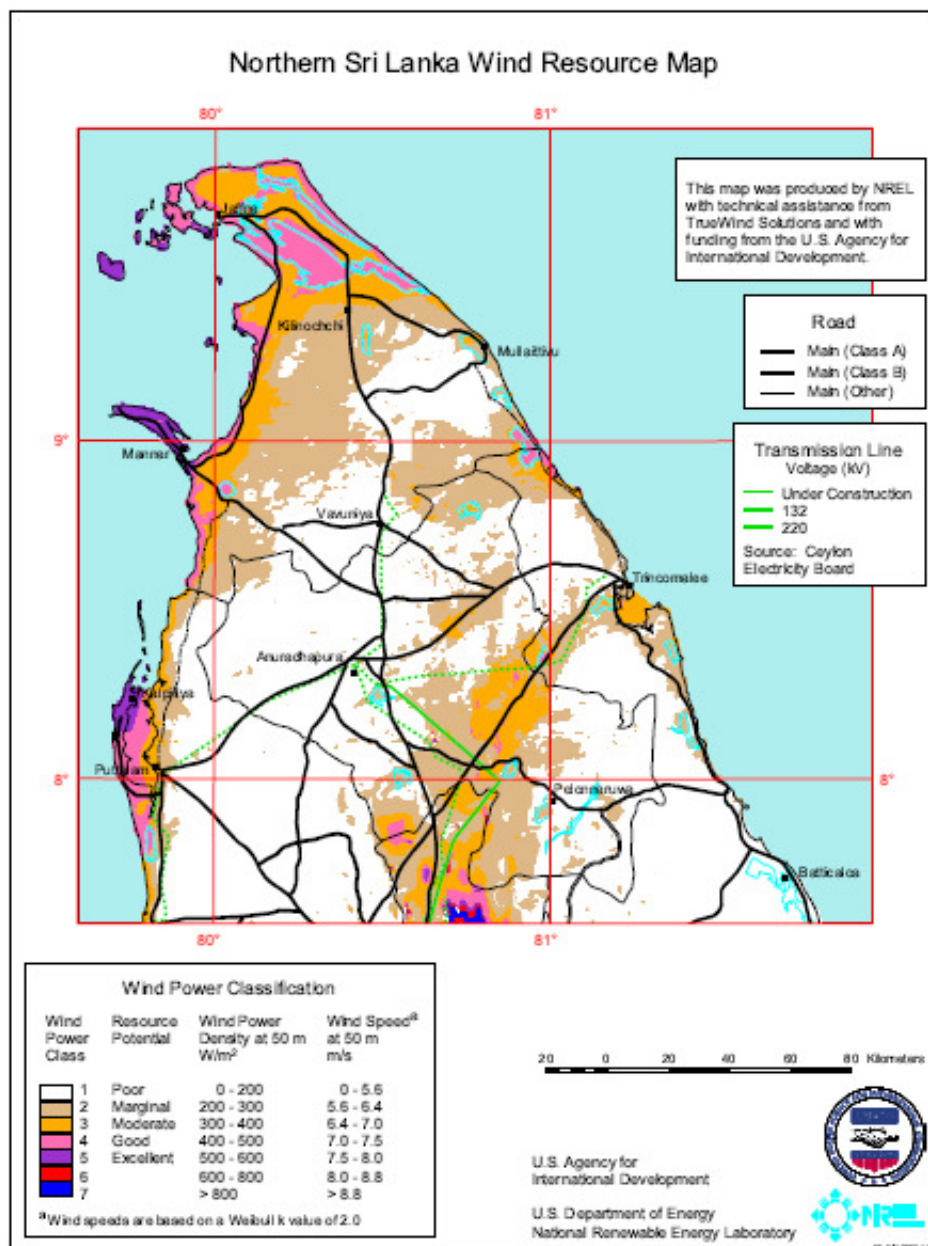 Northern Sri Lanka Wind Resource Map
80°
81°
This map was produced by NREL
with technical assistance from
TrueWind Solutions and with
funding from the U.S. Agency for
International Development.
Jaffna
Road
Main (Class A)
Main (Class B)
Main (Other)
Kilinochchi
Mullaittivu
9°
Mannar
Transmission Line
Voltage (kV)
Under Construction
132
220
Source: Ceylon
Electricity Board
Vavuniya
Trincomalee
Anuradhapura
Kalpitiya
Puttalam
8°
8°
Polonnaruwa
Batticaloa
80°
81°
Wind Power Classification
Wind Power Class
Resource Potential
Wind Power Density at 50 m W/m²
Wind Speedᵃ at 50 m m/s
1 Poor 0 - 200 0 - 5.6
2 Marginal 200 - 300 5.6 - 6.4
3 Moderate 300 - 400 6.4 - 7.0
4 Good 400 - 500 7.0 - 7.5
5 Excellent 500 - 600 7.5 - 8.0
6 600 - 800 8.0 - 8.8
7 > 800 > 8.8
ᵃWind speeds are based on a Weibull k value of 2.0
20 0 20 40 60 80 Kilometers
U.S. Agency for
International Development
U.S. Department of Energy
National Renewable Energy Laboratory
NREL